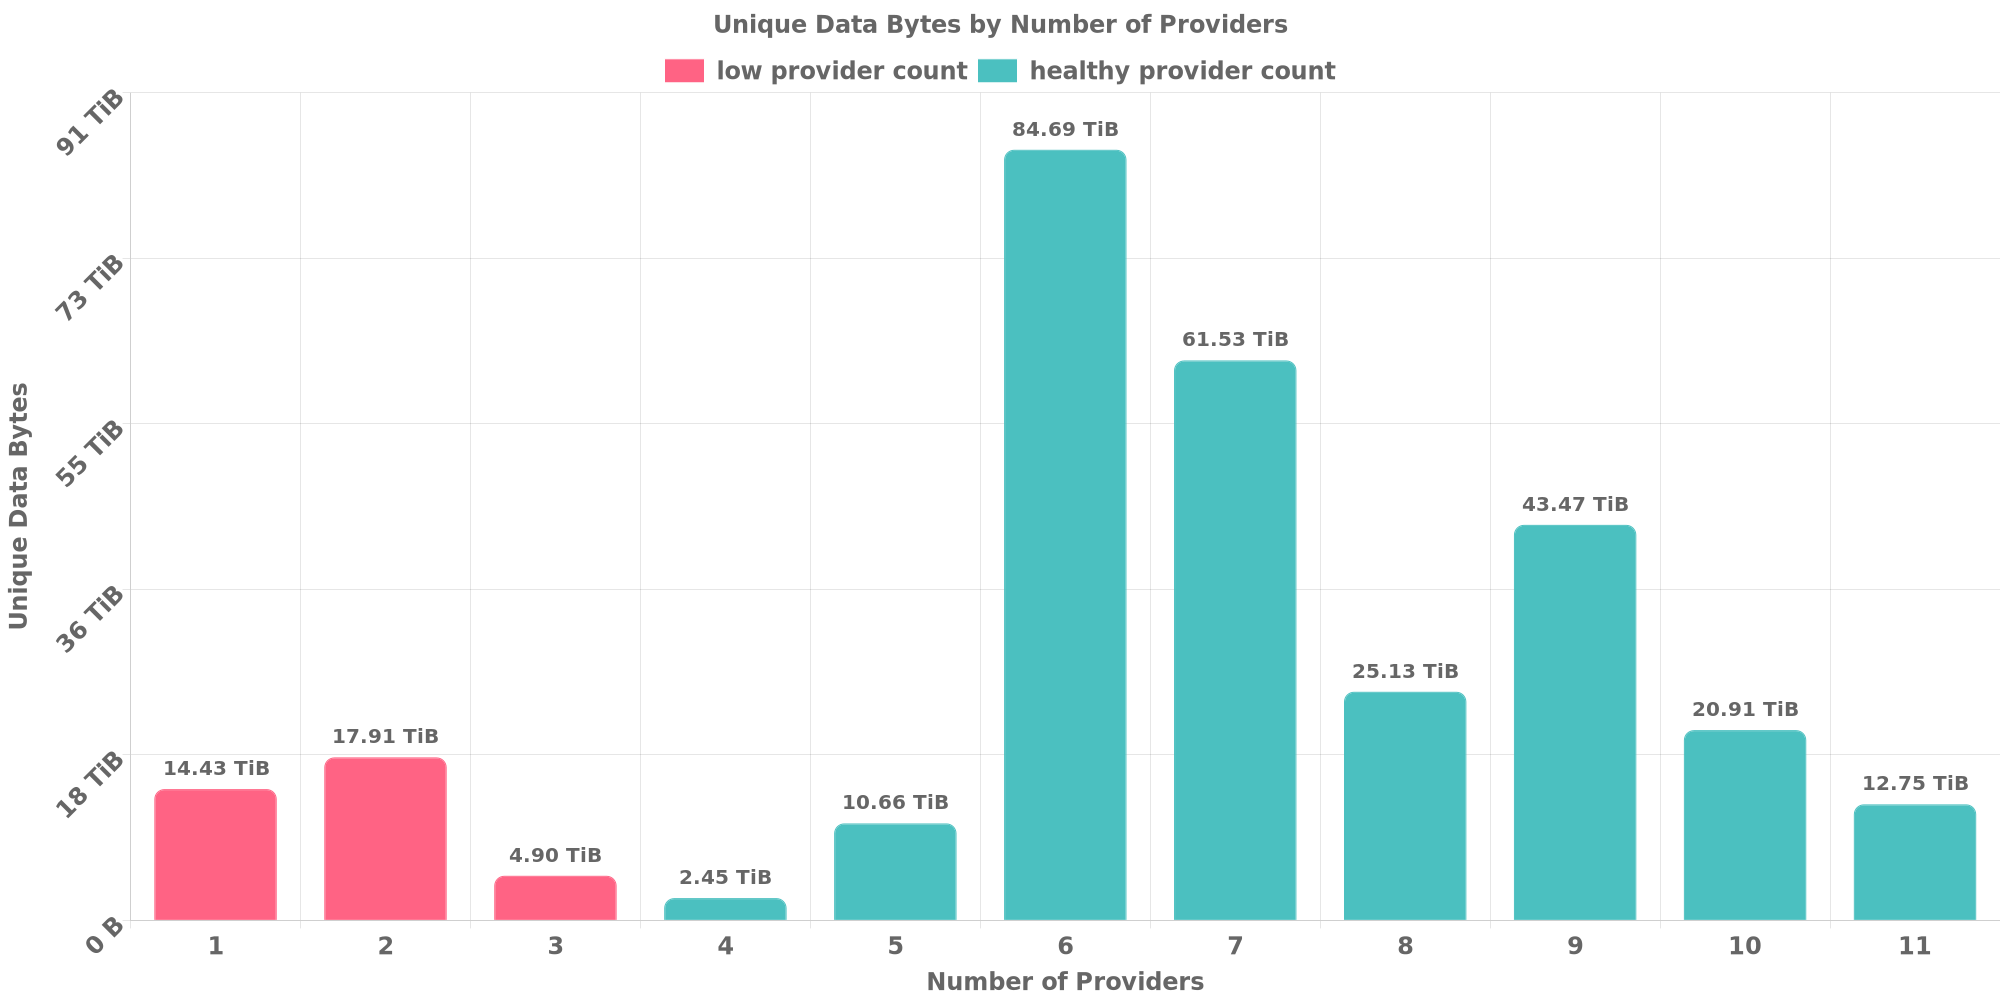 Unique Data Bytes by Number of Providers
low provider count healthy provider count
91 TiB
73 TiB
55 TiB
36 TiB
18 TiB
0 B
Unique Data Bytes
14.43 TiB
17.91 TiB
4.90 TiB
2.45 TiB
10.66 TiB
84.69 TiB
61.53 TiB
25.13 TiB
43.47 TiB
20.91 TiB
12.75 TiB
1 2 3 4 5 6 7 8 9 10 11
Number of Providers